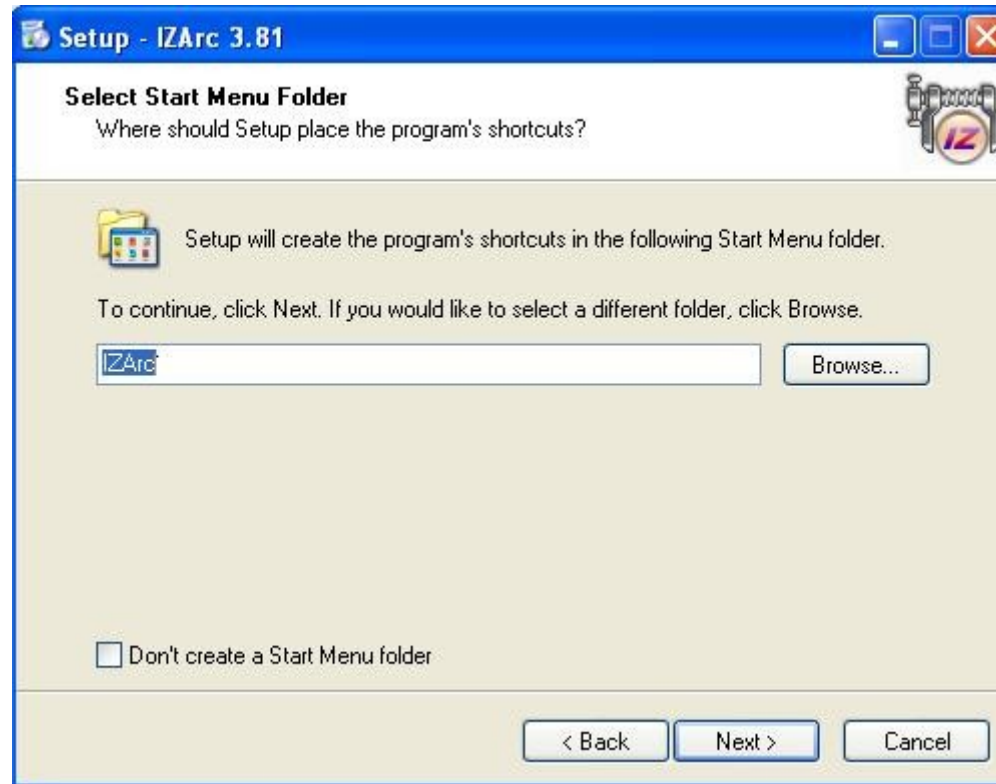 Setup - IZArc 3.81
Select Start Menu Folder
Where should Setup place the program's shortcuts?
IZ
Setup will create the program's shortcuts in the following Start Menu folder.
To continue, click Next. If you would like to select a different folder, click Browse.
IZArc
Browse...
Don't create a Start Menu folder
< Back
Next >
Cancel